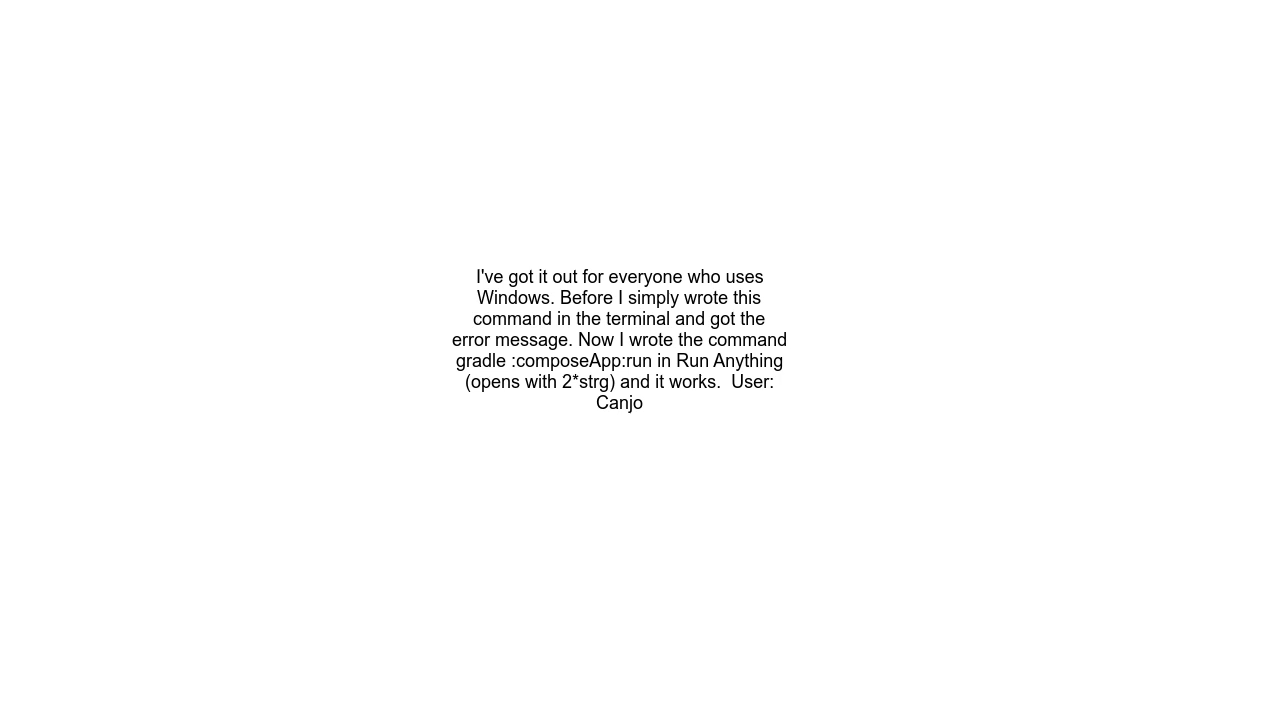 I've got it out for everyone who uses
Windows. Before I simply wrote this
command in the terminal and got the
error message. Now I wrote the command
gradle :composeApp:run in Run Anything
(opens with 2*strg) and it works.  User:
Canjo